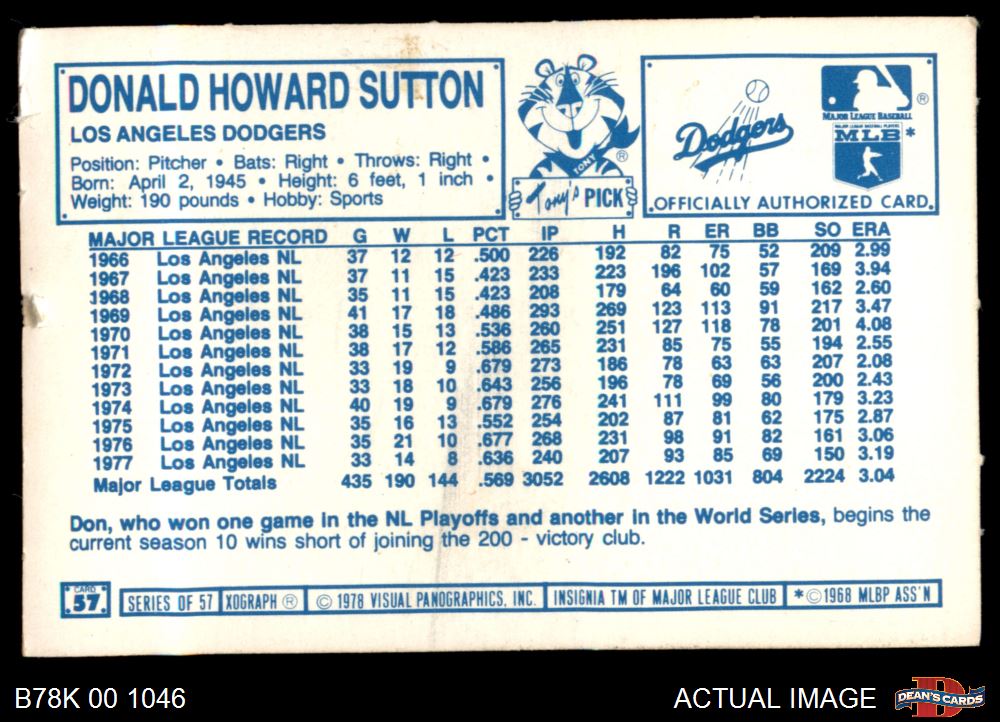 DONALD HOWARD SUTTON
LOS ANGELES DODGERS
Position: Pitcher • Bats: Right • Throws: Right •
Born: April 2, 1945 • Height: 6 feet, 1 inch •
Weight: 190 pounds • Hobby: Sports
TONY
®
Tony's PICK
Dodgers
®
MAJOR LEAGUE BASEBALL
MAJOR LEAGUE BASEBALL PLAYERS
MLB *
OFFICIALLY AUTHORIZED CARD.
MAJOR LEAGUE RECORD G W L PCT IP H R ER BB SO ERA
1966 Los Angeles NL 37 12 12 .500 226 192 82 75 52 209 2.99
1967 Los Angeles NL 37 11 15 .423 233 223 196 102 57 169 3.94
1968 Los Angeles NL 35 11 15 .423 208 179 64 60 59 162 2.60
1969 Los Angeles NL 41 17 18 .486 293 269 123 113 91 217 3.47
1970 Los Angeles NL 38 15 13 .536 260 251 127 118 78 201 4.08
1971 Los Angeles NL 38 17 12 .586 265 231 85 75 55 194 2.55
1972 Los Angeles NL 33 19 9 .679 273 186 78 63 63 207 2.08
1973 Los Angeles NL 33 18 10 .643 256 196 78 69 56 200 2.43
1974 Los Angeles NL 40 19 9 .679 276 241 111 99 80 179 3.23
1975 Los Angeles NL 35 16 13 .552 254 202 87 81 62 175 2.87
1976 Los Angeles NL 35 21 10 .677 268 231 98 91 82 161 3.06
1977 Los Angeles NL 33 14 8 .636 240 207 93 85 69 150 3.19
Major League Totals 435 190 144 .569 3052 2608 1222 1031 804 2224 3.04
Don, who won one game in the NL Playoffs and another in the World Series, begins the
current season 10 wins short of joining the 200 - victory club.
CARD
57
SERIES OF 57 XOGRAPH ® © 1978 VISUAL PANOGRAPHICS, INC. INSIGNIA TM OF MAJOR LEAGUE CLUB *©1968 MLBP ASS'N
B78K 00 1046
ACTUAL IMAGE
DEAN'S CARDS